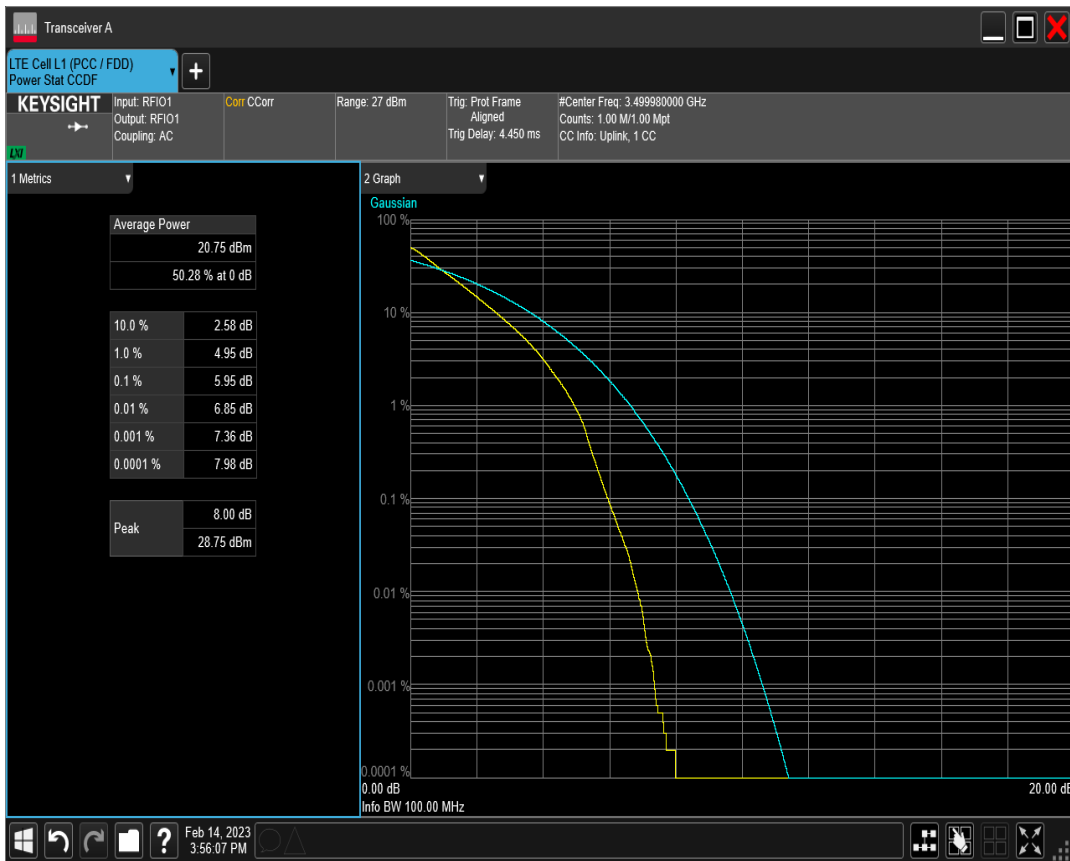 Transceiver A
LTE Cell L1 (PCC / FDD)
Power Stat CCDF
KEYSIGHT
LXI
Input: RFIO1
Output: RFIO1
Coupling: AC
Corr CCorr
Range: 27 dBm
Trig: Prot Frame
Aligned
Trig Delay: 4.450 ms
#Center Freq: 3.499980000 GHz
Counts: 1.00 M/1.00 Mpt
CC Info: Uplink, 1 CC
1 Metrics
Average Power
20.75 dBm
50.28 % at 0 dB
10.0 % 2.58 dB
1.0 % 4.95 dB
0.1 % 5.95 dB
0.01 % 6.85 dB
0.001 % 7.36 dB
0.0001 % 7.98 dB
Peak
8.00 dB
28.75 dBm
2 Graph
Gaussian
100 %
10 %
1 %
0.1 %
0.01 %
0.001 %
0.0001 %
0.00 dB
20.00 dB
Info BW 100.00 MHz
Feb 14, 2023
3:56:07 PM